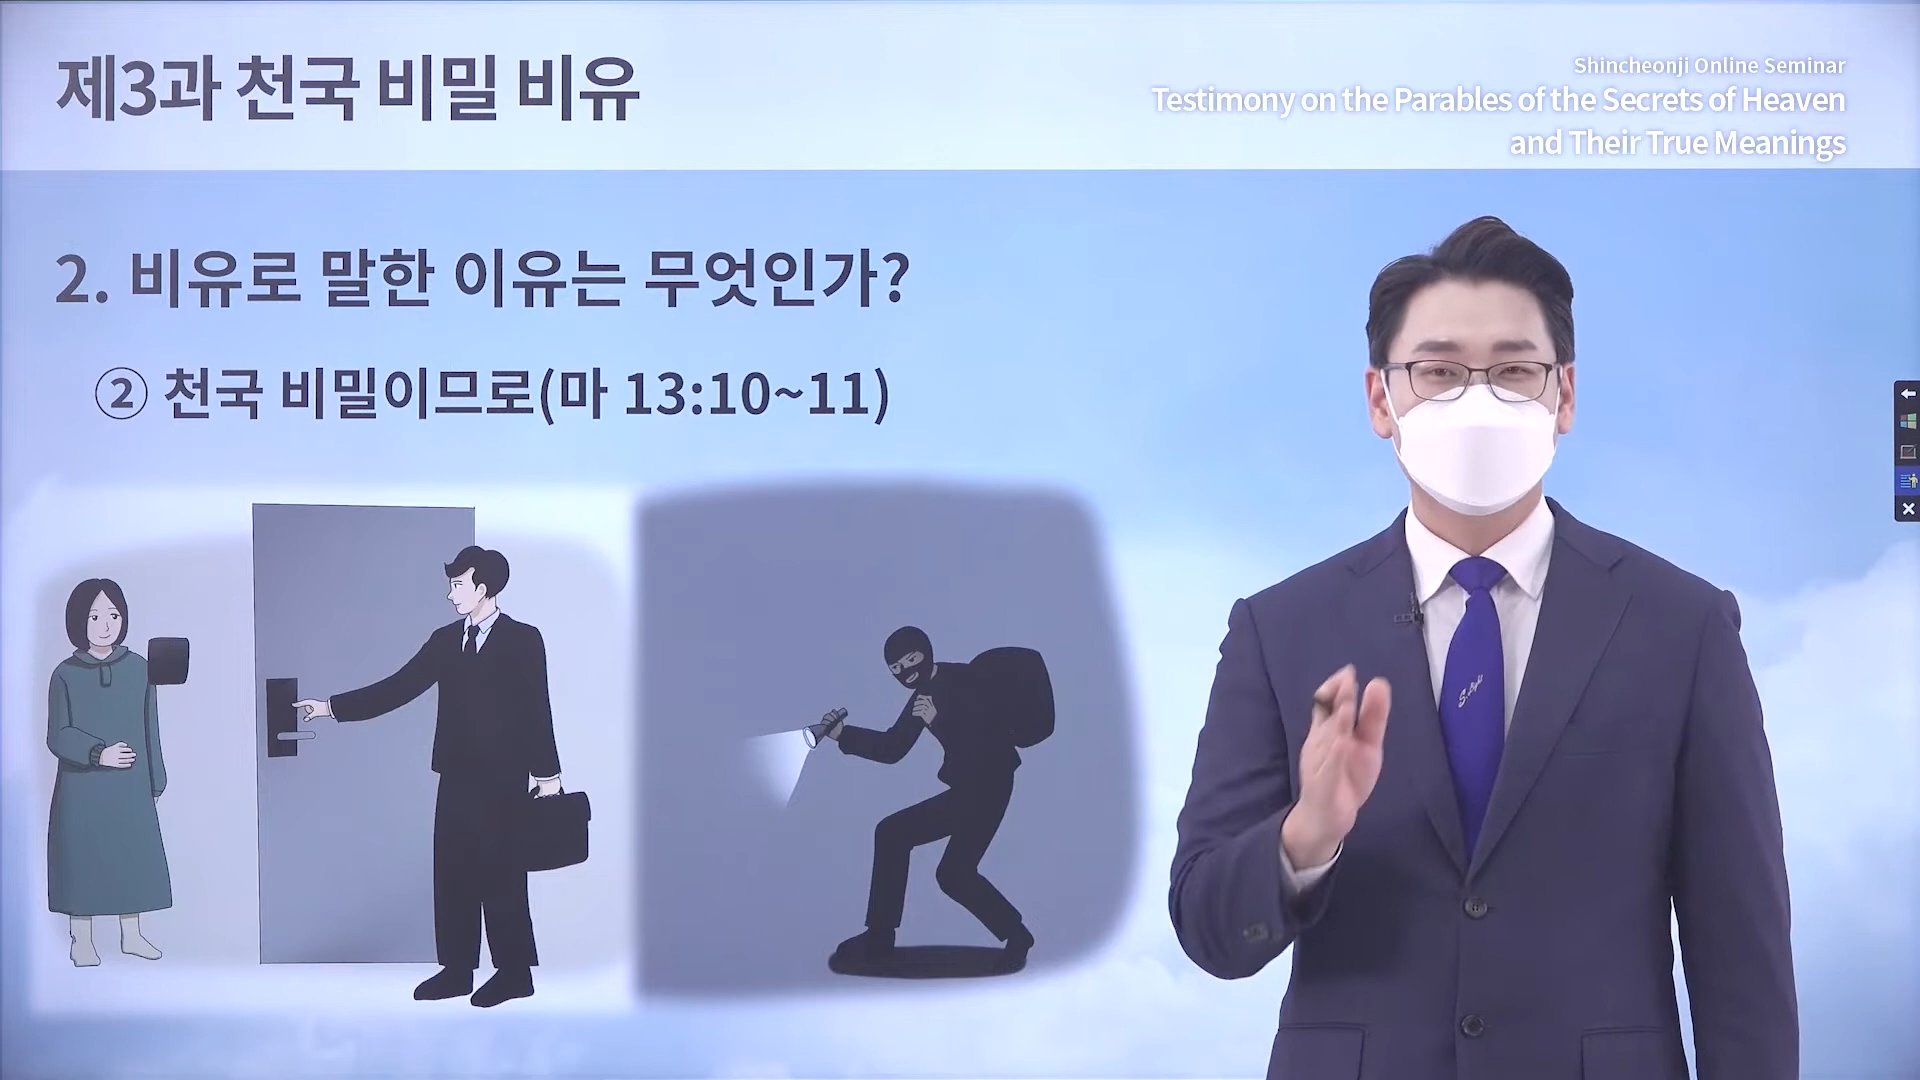 제3과 천국 비밀 비유
Shincheonji Online Seminar
Testimony on the Parables of the Secrets of Heaven
and Their True Meanings
2. 비유로 말한 이유는 무엇인가?
② 천국 비밀이므로(마 13:10~11)